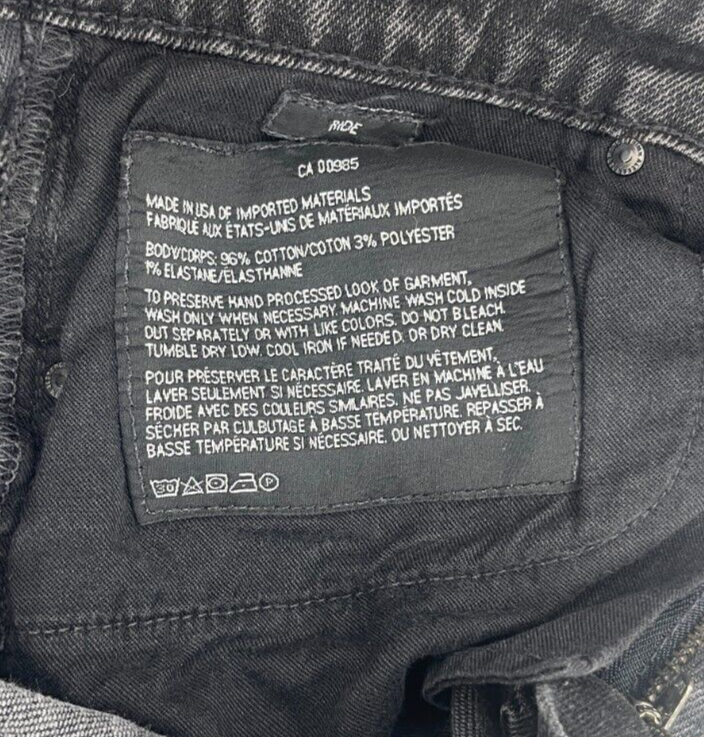 RIDE
CA 00985
MADE IN USA OF IMPORTED MATERIALS
FABRIQUÉ AUX ÉTATS-UNIS DE MATÉRIAUX IMPORTÉS
BODY/CORPS: 96% COTTON/COTON 3% POLYESTER
1% ELASTANE/ÉLASTHANNE
TO PRESERVE HAND PROCESSED LOOK OF GARMENT,
WASH ONLY WHEN NECESSARY. MACHINE WASH COLD INSIDE
OUT SEPARATELY OR WITH LIKE COLORS. DO NOT BLEACH.
TUMBLE DRY LOW. COOL IRON IF NEEDED. OR DRY CLEAN.
POUR PRÉSERVER LE CARACTÈRE TRAITÉ DU VÊTEMENT,
LAVER SEULEMENT SI NÉCESSAIRE. LAVER EN MACHINE À L'EAU
FROIDE AVEC DES COULEURS SIMILAIRES. NE PAS JAVELLISER.
SÉCHER PAR CULBUTAGE À BASSE TEMPÉRATURE. REPASSER À
BASSE TEMPÉRATURE SI NÉCESSAIRE. OU NETTOYER À SEC.
30 P